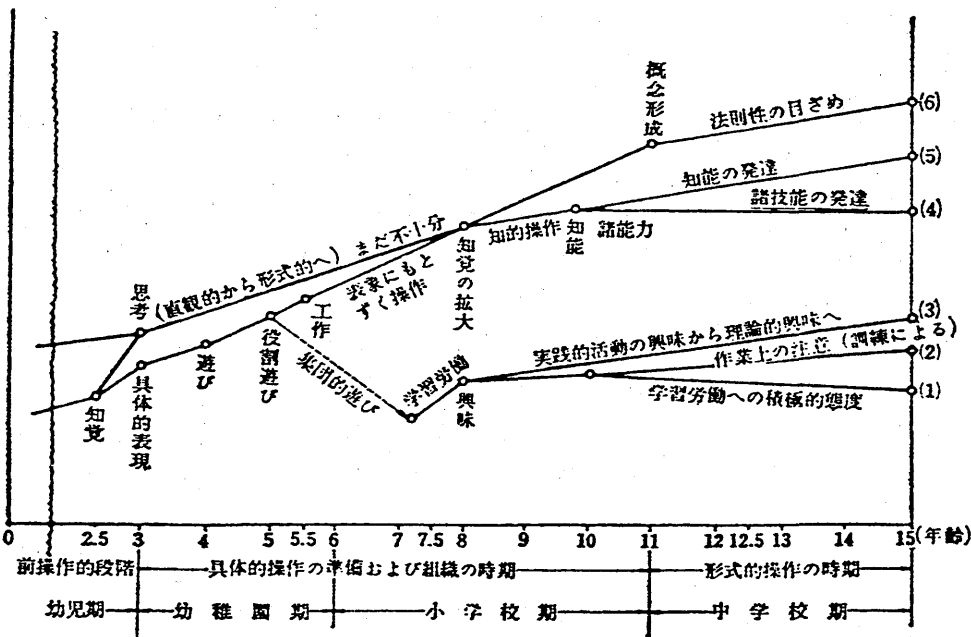 概念形成
法則性の目ざめ
(6)
知能の発達
(5)
諸技能の発達
(4)
思考
(直観的から形式的へ)
まだ不十分
知的操作
知能
諸能力
知覚の拡大
表象にもと
ずく操作
工作
役割遊び
遊び
具体的表現
知覚
集団的遊び
学習労働
興味
実践的活動の興味から理論的興味へ
(3)
作業上の注意(訓練による)
(2)
学習労働への積極的態度
(1)
0 2.5 3 4 5 5.5 6 7 7.5 8 9 10 11 12 12.5 13 14 15(年齢)
前操作的段階 具体的操作の準備および組織の時期 形式的操作の時期
幼児期 幼稚園期 小学校期 中学校期